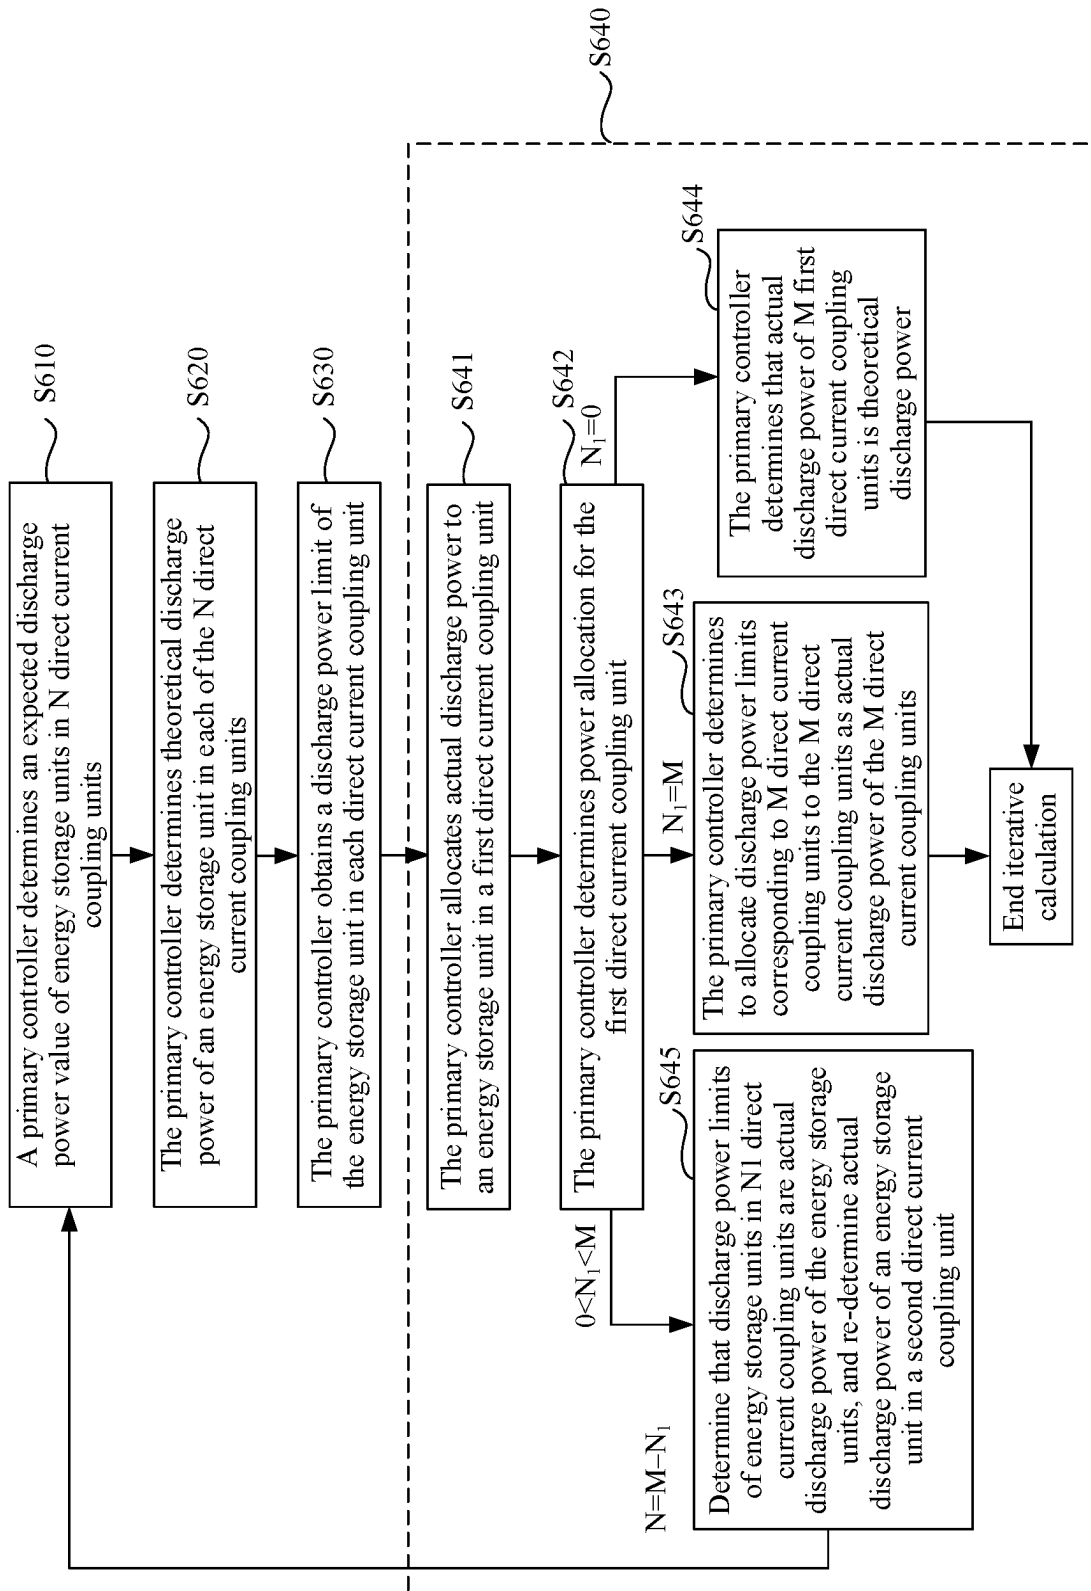 A primary controller determines an expected discharge
power value of energy storage units in N direct current
coupling units
S610
The primary controller determines theoretical discharge
power of an energy storage unit in each of the N direct
current coupling units
S620
The primary controller obtains a discharge power limit of
the energy storage unit in each direct current coupling unit
S630
S640
The primary controller allocates actual discharge power to
an energy storage unit in a first direct current coupling unit
S641
The primary controller determines power allocation for the
first direct current coupling unit
S642
0<N₁<M
N₁=M
N₁=0
N=M−N₁
S645
Determine that discharge power limits
of energy storage units in N1 direct
current coupling units are actual
discharge power of the energy storage
units, and re-determine actual
discharge power of an energy storage
unit in a second direct current
coupling unit
S643
The primary controller determines
to allocate discharge power limits
corresponding to M direct current
coupling units to the M direct
current coupling units as actual
discharge power of the M direct
current coupling units
S644
The primary controller
determines that actual
discharge power of M first
direct current coupling
units is theoretical
discharge power
End iterative
calculation